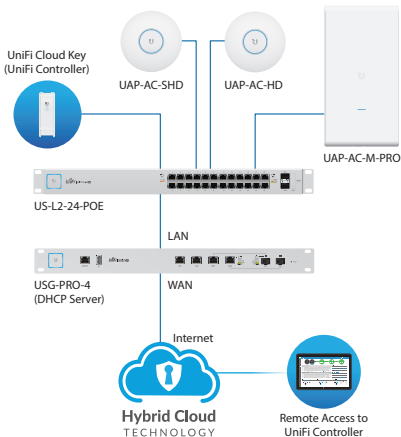 UniFi Cloud Key
(UniFi Controller)
UAP-AC-SHD
UAP-AC-HD
UAP-AC-M-PRO
US-L2-24-POE
LAN
USG-PRO-4
(DHCP Server)
WAN
Internet
Hybrid Cloud
TECHNOLOGY
Remote Access to
UniFi Controller